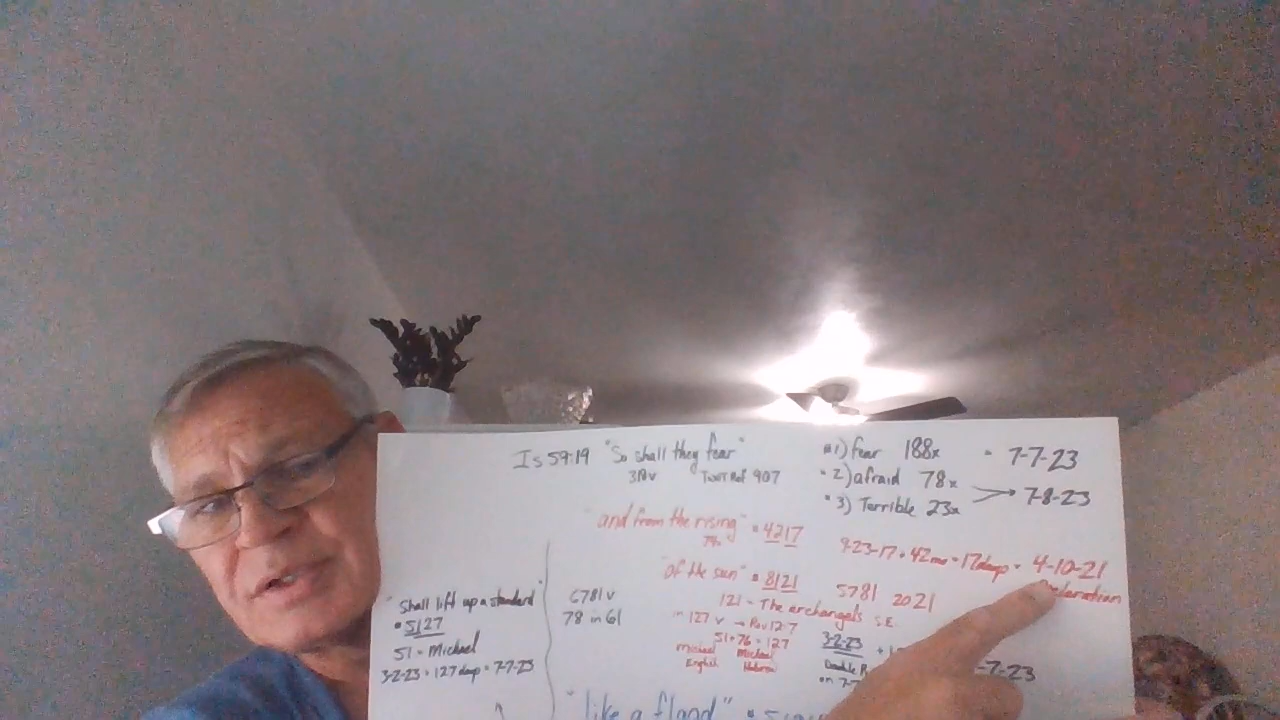 Is 59:19 "So shall they fear"
TWOT Ref 907
#1) fear 188x = 7-7-23
2) afraid 78x
3) Terrible 23x 7-8-23
"and from the rising" = 4217
9-23-17 + 42 mo + 17 days = 4-10-21
"of the sun" = 8121
5781 2021
121 - The archangels S.E.
in 127 v → Rev 12:7
51 + 76 = 127
Michael Michael
English Hebrew
6781 v
78 in 61
"Shall lift up a standard"
= 5127
51 = Michael
3-2-23 + 127 days = 7-7-23
3-2-23
-7-23
"like a flood"